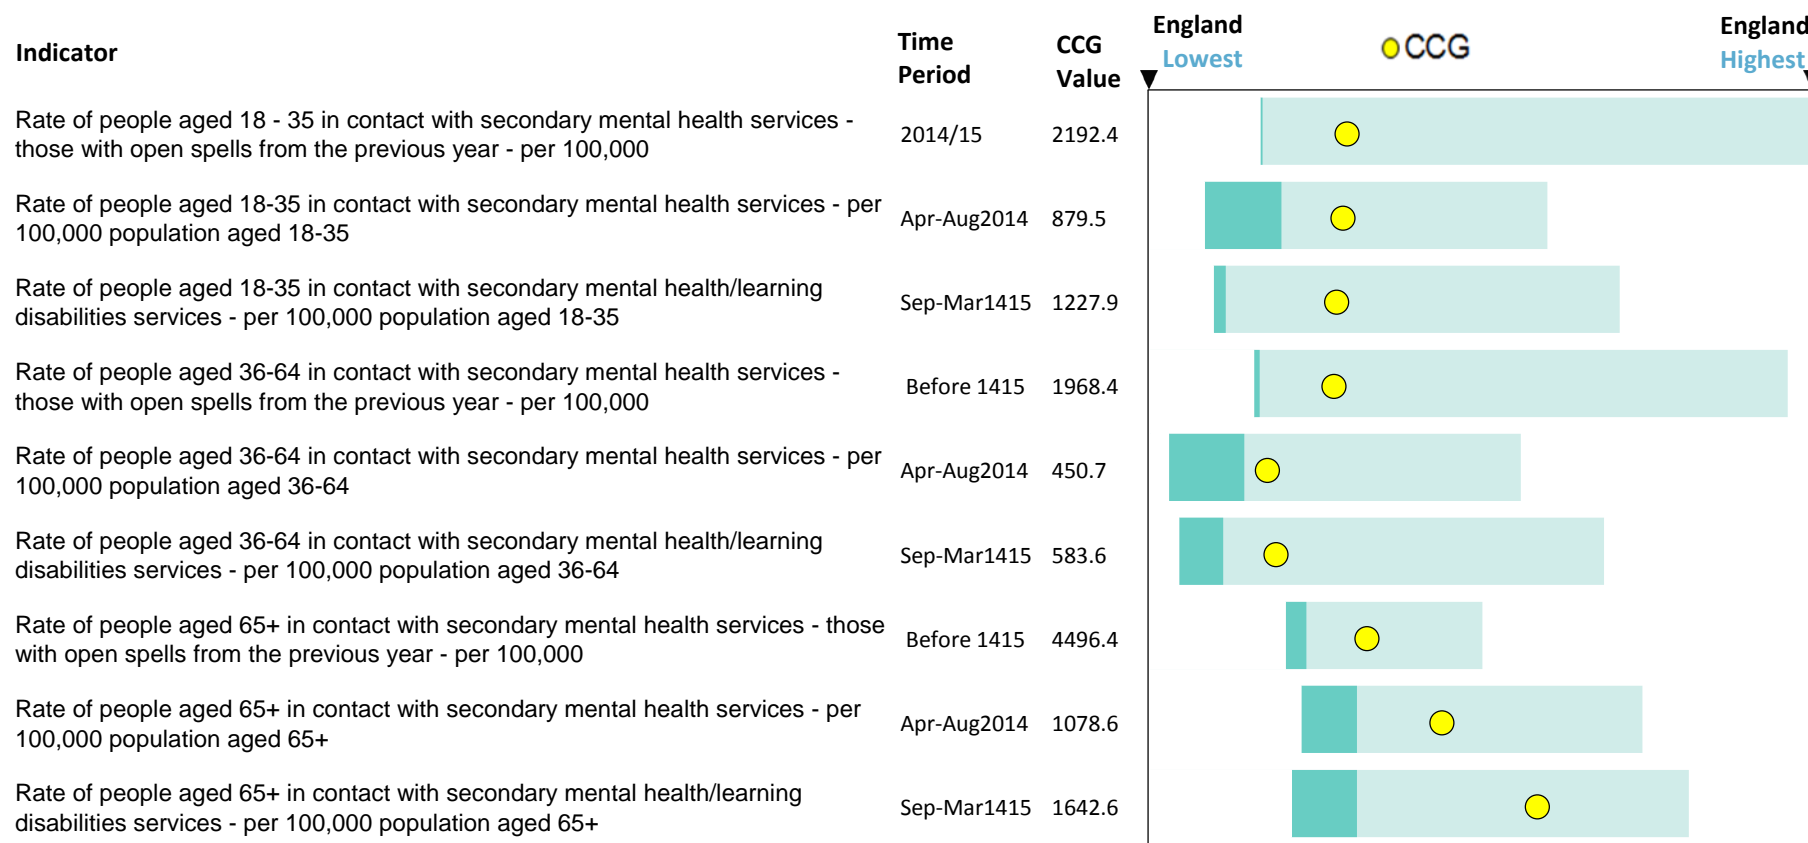 Indicator
Time Period
CCG Value
England Lowest
CCG
England Highest
Rate of people aged 18 - 35 in contact with secondary mental health services -
those with open spells from the previous year - per 100,000
2014/15
2192.4
Rate of people aged 18-35 in contact with secondary mental health services - per
100,000 population aged 18-35
Apr-Aug2014
879.5
Rate of people aged 18-35 in contact with secondary mental health/learning
disabilities services - per 100,000 population aged 18-35
Sep-Mar1415
1227.9
Rate of people aged 36-64 in contact with secondary mental health services -
those with open spells from the previous year - per 100,000
Before 1415
1968.4
Rate of people aged 36-64 in contact with secondary mental health services - per
100,000 population aged 36-64
Apr-Aug2014
450.7
Rate of people aged 36-64 in contact with secondary mental health/learning
disabilities services - per 100,000 population aged 36-64
Sep-Mar1415
583.6
Rate of people aged 65+ in contact with secondary mental health services - those
with open spells from the previous year - per 100,000
Before 1415
4496.4
Rate of people aged 65+ in contact with secondary mental health services - per
100,000 population aged 65+
Apr-Aug2014
1078.6
Rate of people aged 65+ in contact with secondary mental health/learning
disabilities services - per 100,000 population aged 65+
Sep-Mar1415
1642.6